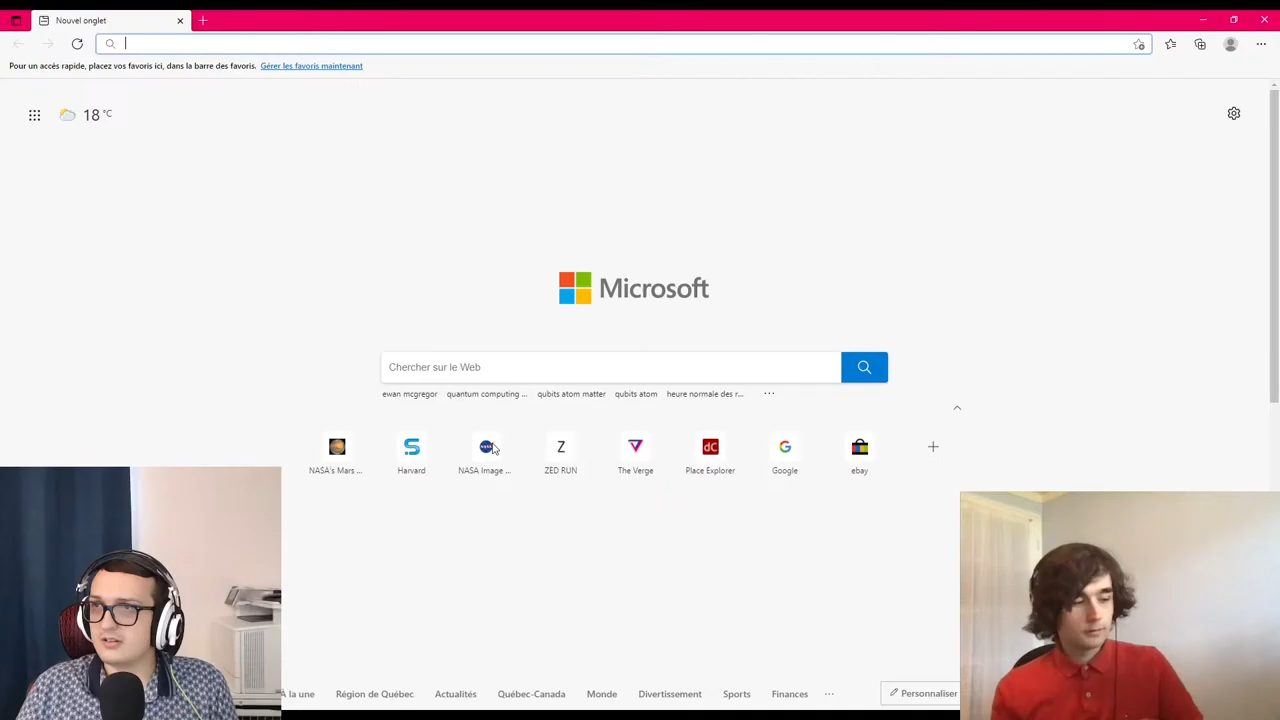 Nouvel onglet
Pour un accès rapide, placez vos favoris ici, dans la barre des favoris. Gérer les favoris maintenant
18 °C
Microsoft
Chercher sur le Web
ewan mcgregor quantum computing ... qubits atom matter qubits atom heure normale des r... ...
NASA's Mars ... Harvard NASA Image ... ZED RUN The Verge Place Explorer Google ebay
À la une Région de Québec Actualités Québec-Canada Monde Divertissement Sports Finances ... Personnaliser